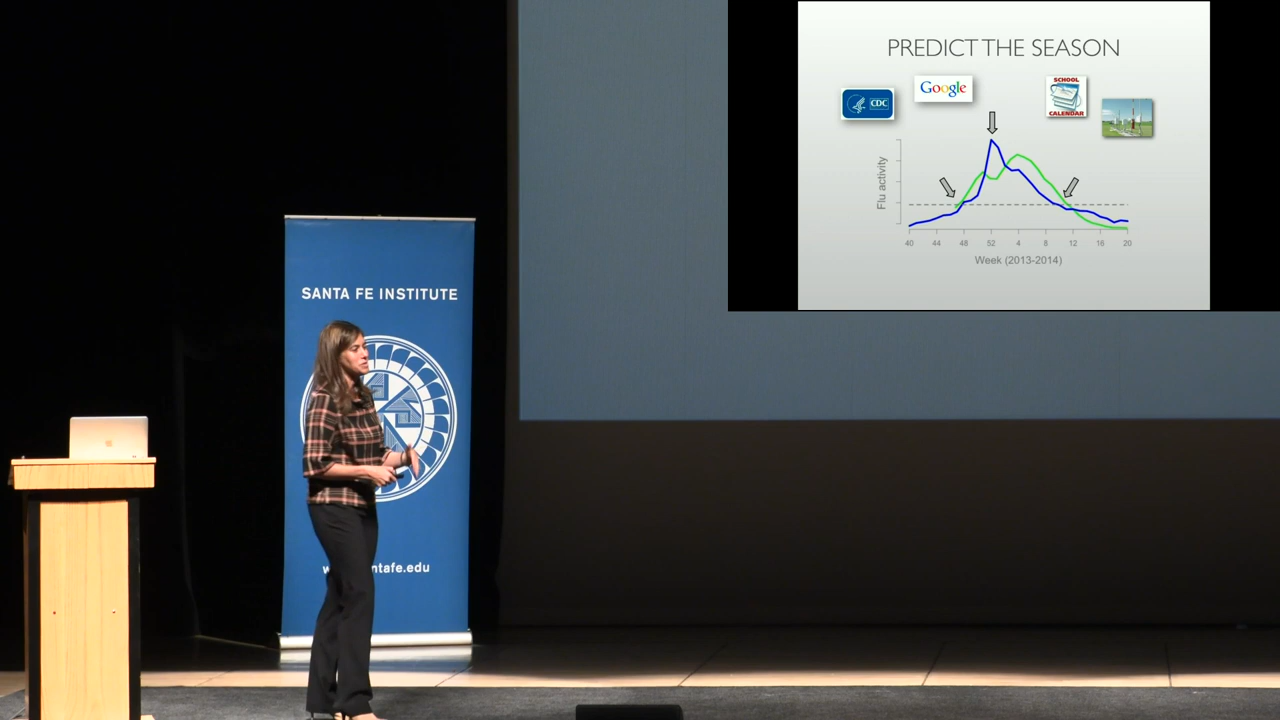 PREDICT THE SEASON
CDC
Google
SCHOOL
CALENDAR
Flu activity
40 44 48 52 4 8 12 16 20
Week (2013-2014)
SANTA FE INSTITUTE
ntafe.edu